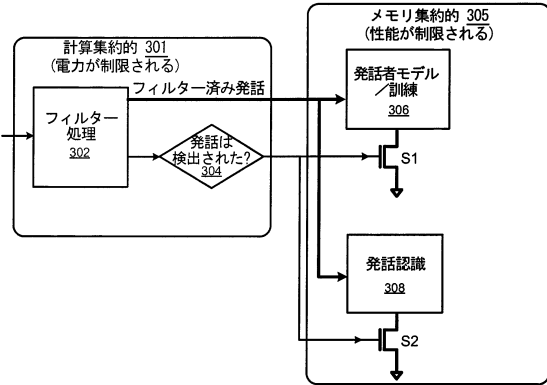 計算集約的 301
(電力が制限される)
フィルター
処理
302
フィルター済み発話
発話は
検出された?
304
メモリ集約的 305
(性能が制限される)
発話者モデル
／訓練
306
S1
発話認識
308
S2